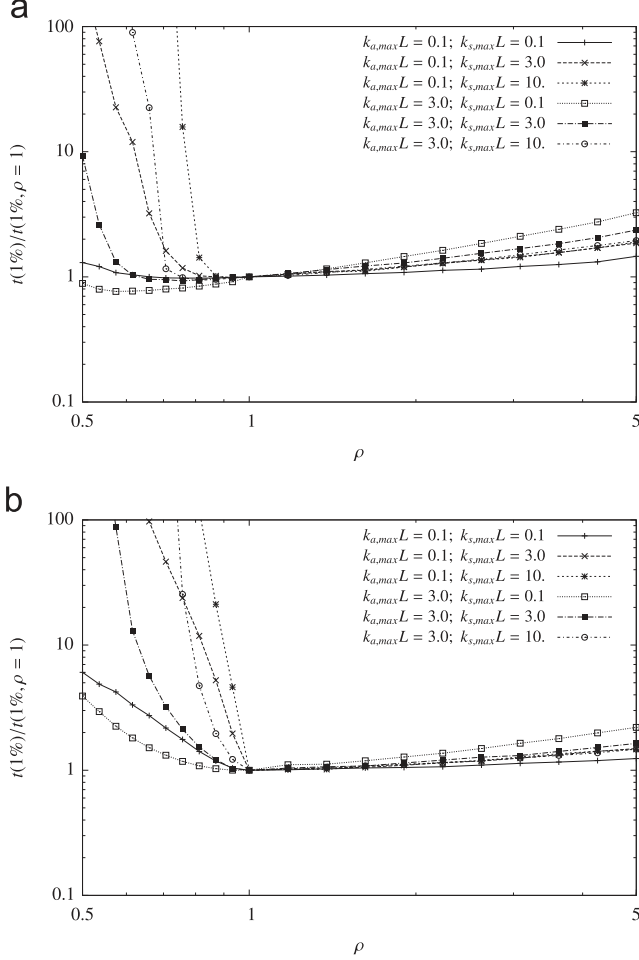 a
100
10
1
0.1
t(1%)/t(1%, ρ = 1)
k_{a,max}L = 0.1; k_{s,max}L = 0.1
k_{a,max}L = 0.1; k_{s,max}L = 3.0
k_{a,max}L = 0.1; k_{s,max}L = 10.
k_{a,max}L = 3.0; k_{s,max}L = 0.1
k_{a,max}L = 3.0; k_{s,max}L = 3.0
k_{a,max}L = 3.0; k_{s,max}L = 10.
0.5 1 5
ρ
b
100
10
1
0.1
t(1%)/t(1%, ρ = 1)
k_{a,max}L = 0.1; k_{s,max}L = 0.1
k_{a,max}L = 0.1; k_{s,max}L = 3.0
k_{a,max}L = 0.1; k_{s,max}L = 10.
k_{a,max}L = 3.0; k_{s,max}L = 0.1
k_{a,max}L = 3.0; k_{s,max}L = 3.0
k_{a,max}L = 3.0; k_{s,max}L = 10.
0.5 1 5
ρ